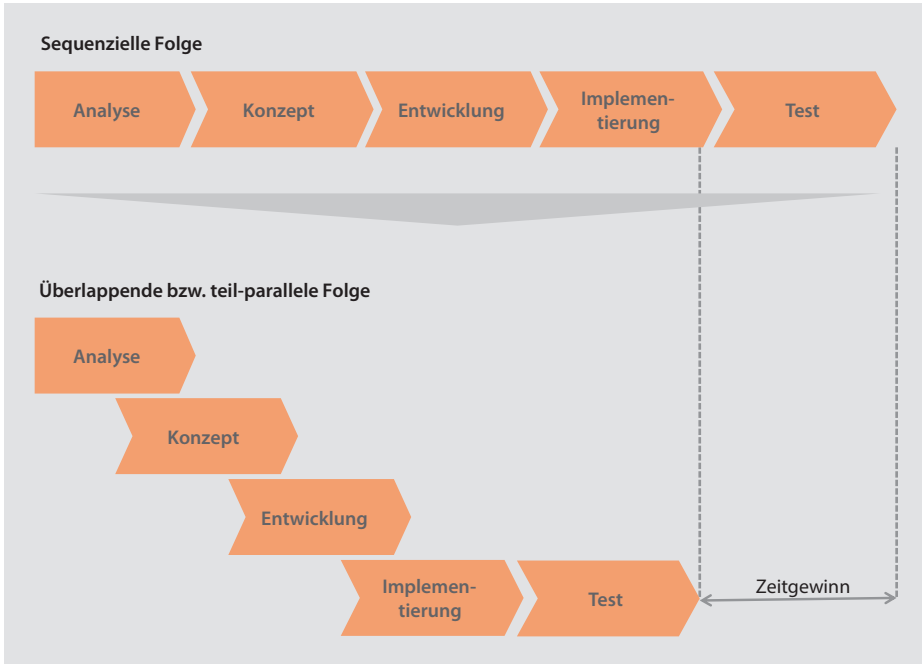 Sequenzielle Folge
Analyse
Konzept
Entwicklung
Implemen-
tierung
Test
Überlappende bzw. teil-parallele Folge
Analyse
Konzept
Entwicklung
Implemen-
tierung
Test
Zeitgewinn